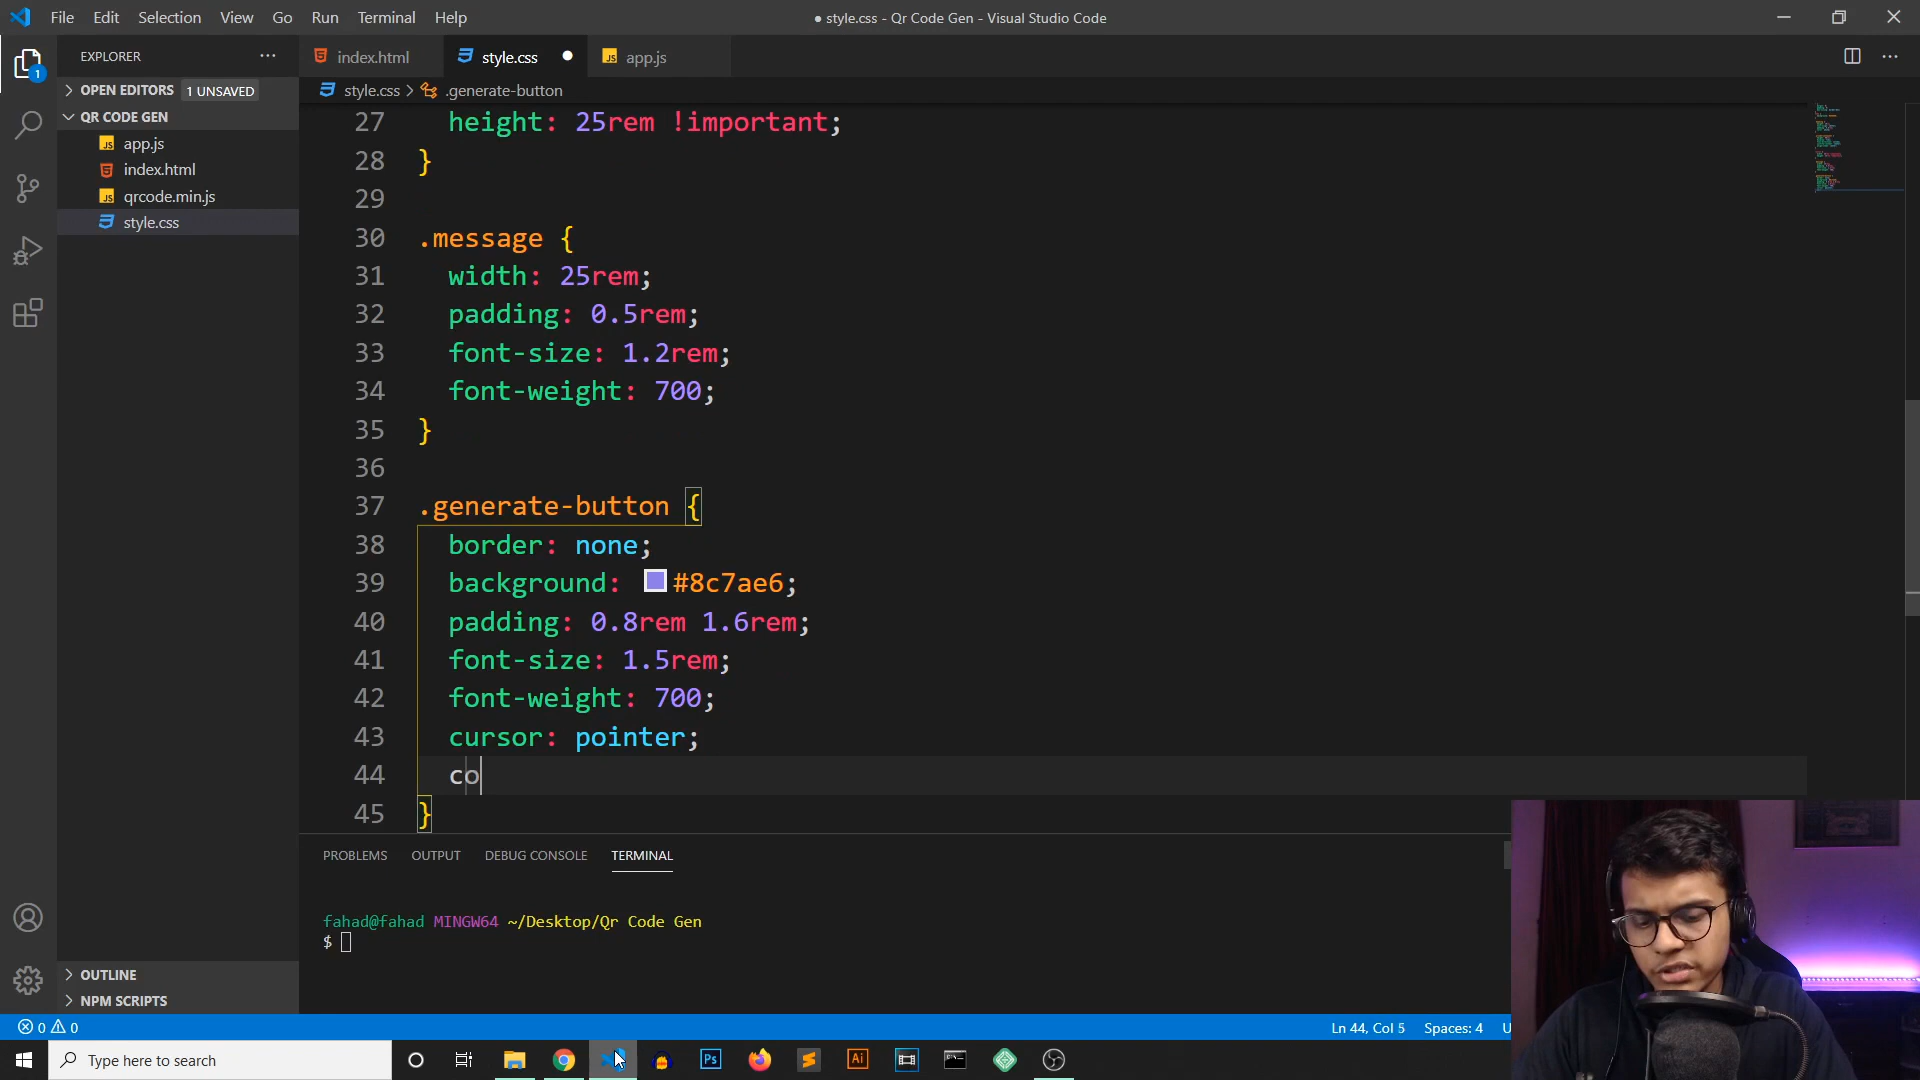 File Edit Selection View Go Run Terminal Help
● style.css - Qr Code Gen - Visual Studio Code
EXPLORER
index.html
style.css
app.js
OPEN EDITORS 1 UNSAVED
style.css > .generate-button
QR CODE GEN
app.js
index.html
qrcode.min.js
style.css
1
27 height: 25rem !important;
28 }
29
30 .message {
31 width: 25rem;
32 padding: 0.5rem;
33 font-size: 1.2rem;
34 font-weight: 700;
35 }
36
37 .generate-button {
38 border: none;
39 background: #8c7ae6;
40 padding: 0.8rem 1.6rem;
41 font-size: 1.5rem;
42 font-weight: 700;
43 cursor: pointer;
44 co
45 }
PROBLEMS OUTPUT DEBUG CONSOLE TERMINAL
fahad@fahad MINGW64 ~/Desktop/Qr Code Gen
$
OUTLINE
NPM SCRIPTS
0 0
Ln 44, Col 5 Spaces: 4 U
Type here to search
Ps
Ai